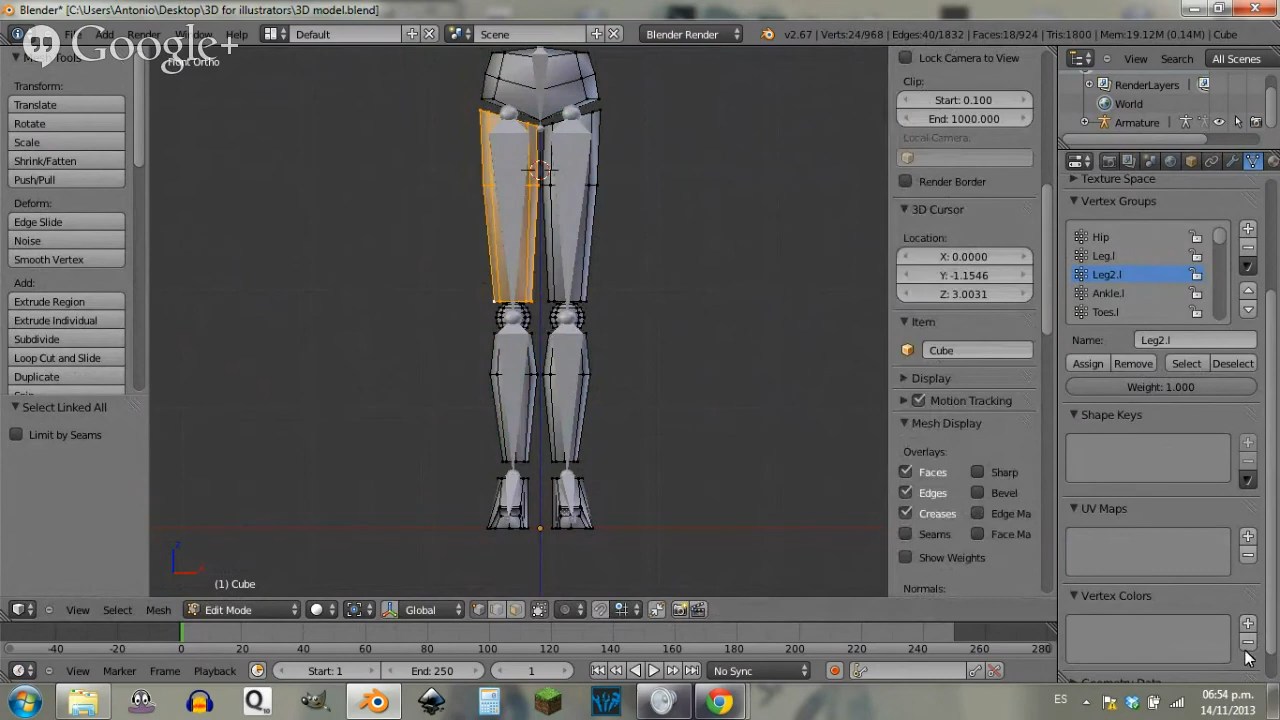 Blender* [C:\Users\Antonio\Desktop\3D for illustrators\3D model.blend]
File Add Render Window Help
Default
Scene
Blender Render
v2.67 | Verts:24/968 | Edges:40/1832 | Faces:18/924 | Tris:1800 | Mem:19.12M (0.14M) | Cube
Google+
Mesh Tools
Transform:
Translate
Rotate
Scale
Shrink/Fatten
Push/Pull
Deform:
Edge Slide
Noise
Smooth Vertex
Add:
Extrude Region
Extrude Individual
Subdivide
Loop Cut and Slide
Duplicate
Spin
Select Linked All
Limit by Seams
Front Ortho
(1) Cube
View Select Mesh Edit Mode Global
Lock Camera to View
Clip:
Start: 0.100
End: 1000.000
Local Camera:
Render Border
3D Cursor
Location:
X: 0.0000
Y: -1.1546
Z: 3.0031
Item
Cube
Display
Motion Tracking
Mesh Display
Overlays:
Faces Sharp
Edges Bevel
Creases Edge Ma
Seams Face Ma
Show Weights
Normals:
View Search All Scenes
RenderLayers
World
Armature
Texture Space
Vertex Groups
Hip
Leg.l
Leg2.l
Ankle.l
Toes.l
Name: Leg2.l
Assign Remove Select Deselect
Weight: 1.000
Shape Keys
UV Maps
Vertex Colors
Geometry Data
-40 -20 0 20 40 60 80 100 120 140 160 180 200 220 240 260 280
View Marker Frame Playback Start: 1 End: 250 1 No Sync
ES
06:54 p.m.
14/11/2013